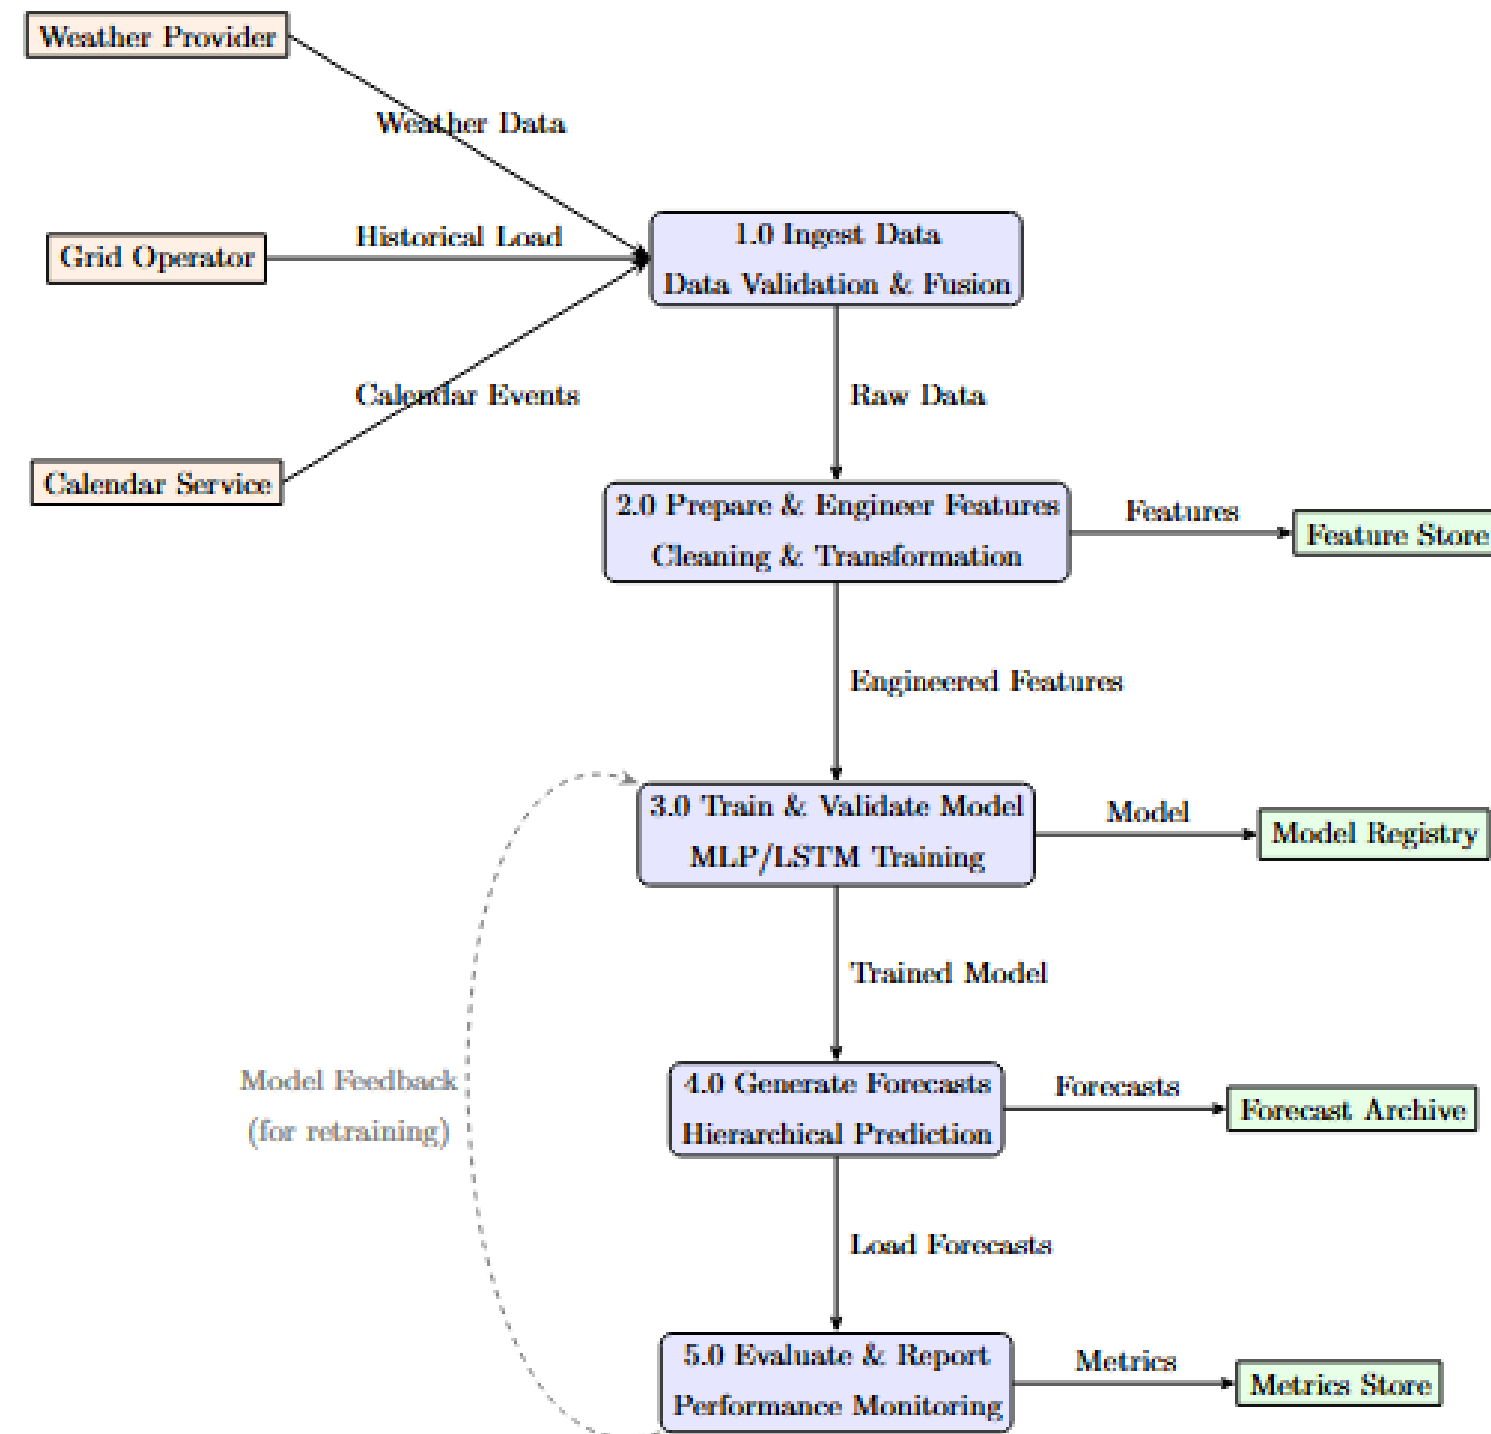 Weather Provider
Weather Data
Historical Load
Grid Operator
1.0 Ingest Data
Data Validation & Fusion
Calendar Events
Raw Data
Calendar Service
2.0 Prepare & Engineer Features
Cleaning & Transformation
Features
Feature Store
Engineered Features
3.0 Train & Validate Model
MLP/LSTM Training
Model
Model Registry
Trained Model
Model Feedback
(for retraining)
4.0 Generate Forecasts
Hierarchical Prediction
Forecasts
Forecast Archive
Load Forecasts
5.0 Evaluate & Report
Performance Monitoring
Metrics
Metrics Store